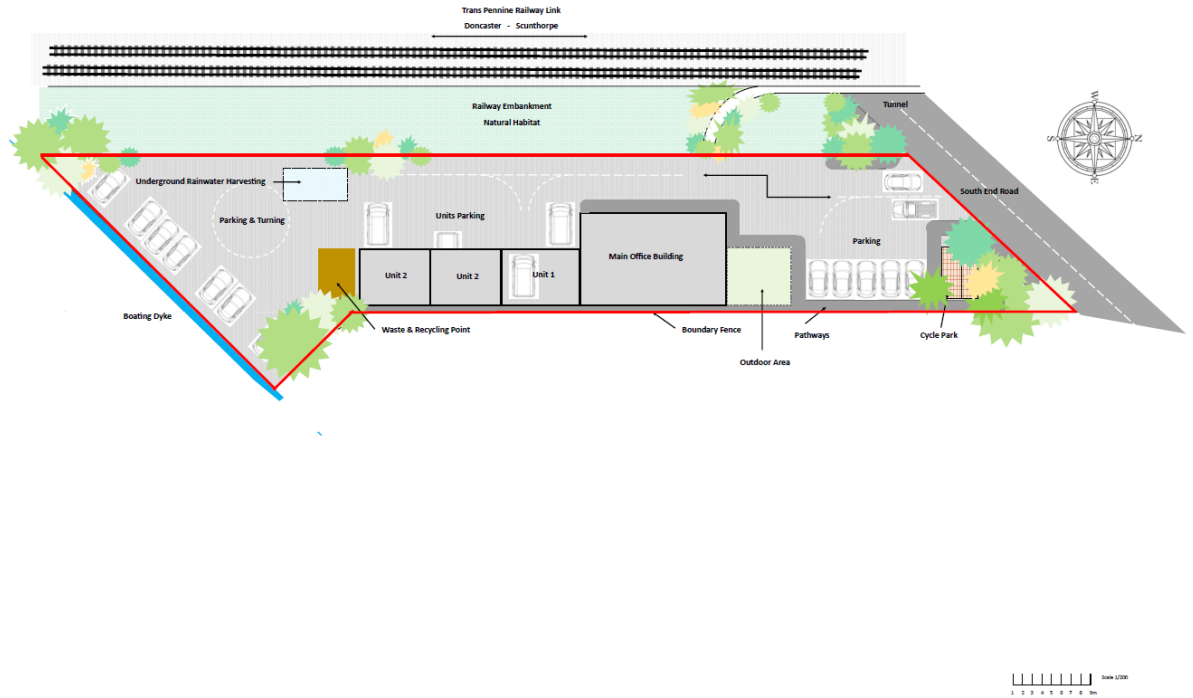 Trans Pennine Railway Link
Doncaster - Scunthorpe
Railway Embankment
Natural Habitat
Tunnel
W
S
N
E
Underground Rainwater Harvesting
South End Road
Parking & Turning
Units Parking
Parking
Main Office Building
Unit 2
Unit 2
Unit 1
Boating Dyke
Waste & Recycling Point
Boundary Fence
Pathways
Cycle Park
Outdoor Area
Scale 1/200
1 2 3 4 5 6 7 8 9m